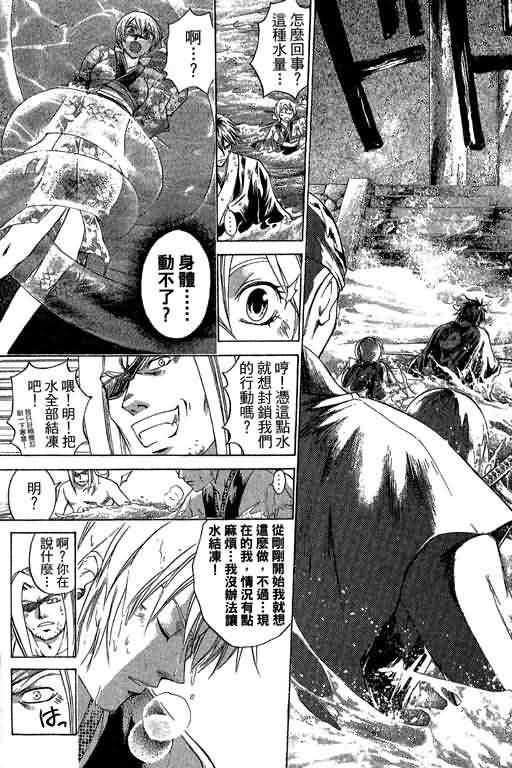 怎麼回事？
這種水量…
啊…？
…
身體……
動不了？
哼！憑這點水
就想封鎖我們
的行動嗎？
喂！明！把
水全部結凍
吧！
明？
從剛剛開始我就想
這麼做，不過…現
在的我，情況有點
麻煩…我沒辦法讓
水結凍！
啊？你在
說什麼…
はっ